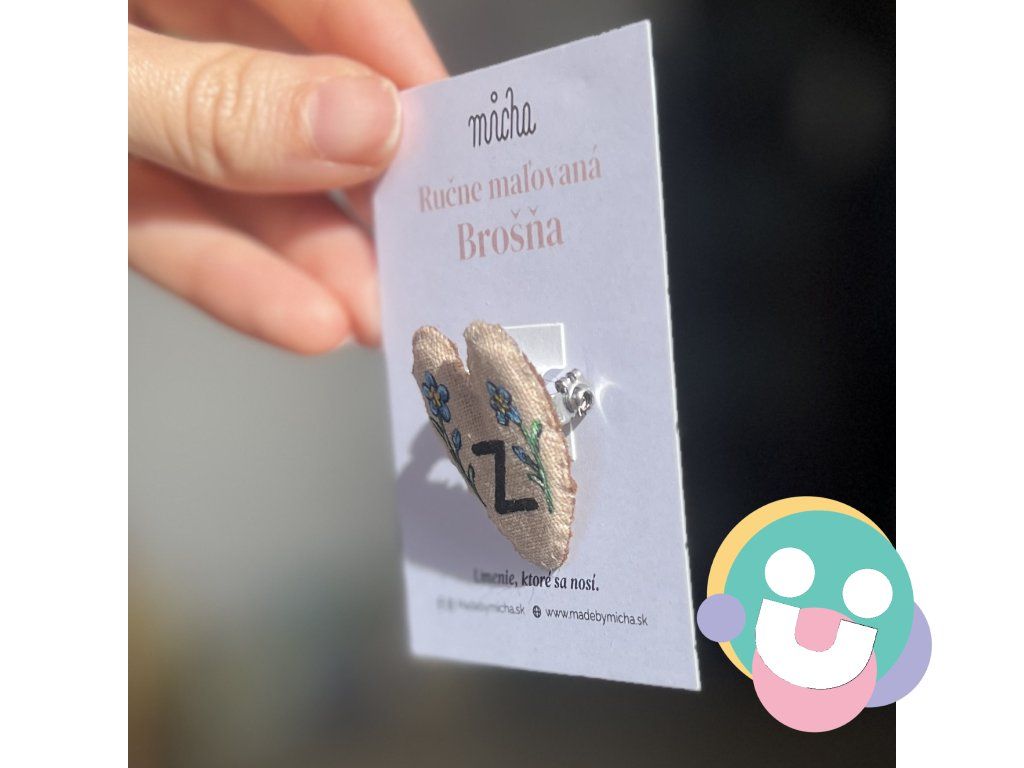 micha
Ručne maľovaná
Brošňa
Z
Umenie, ktoré sa nosí.
madebymicha.sk www.madebymicha.sk